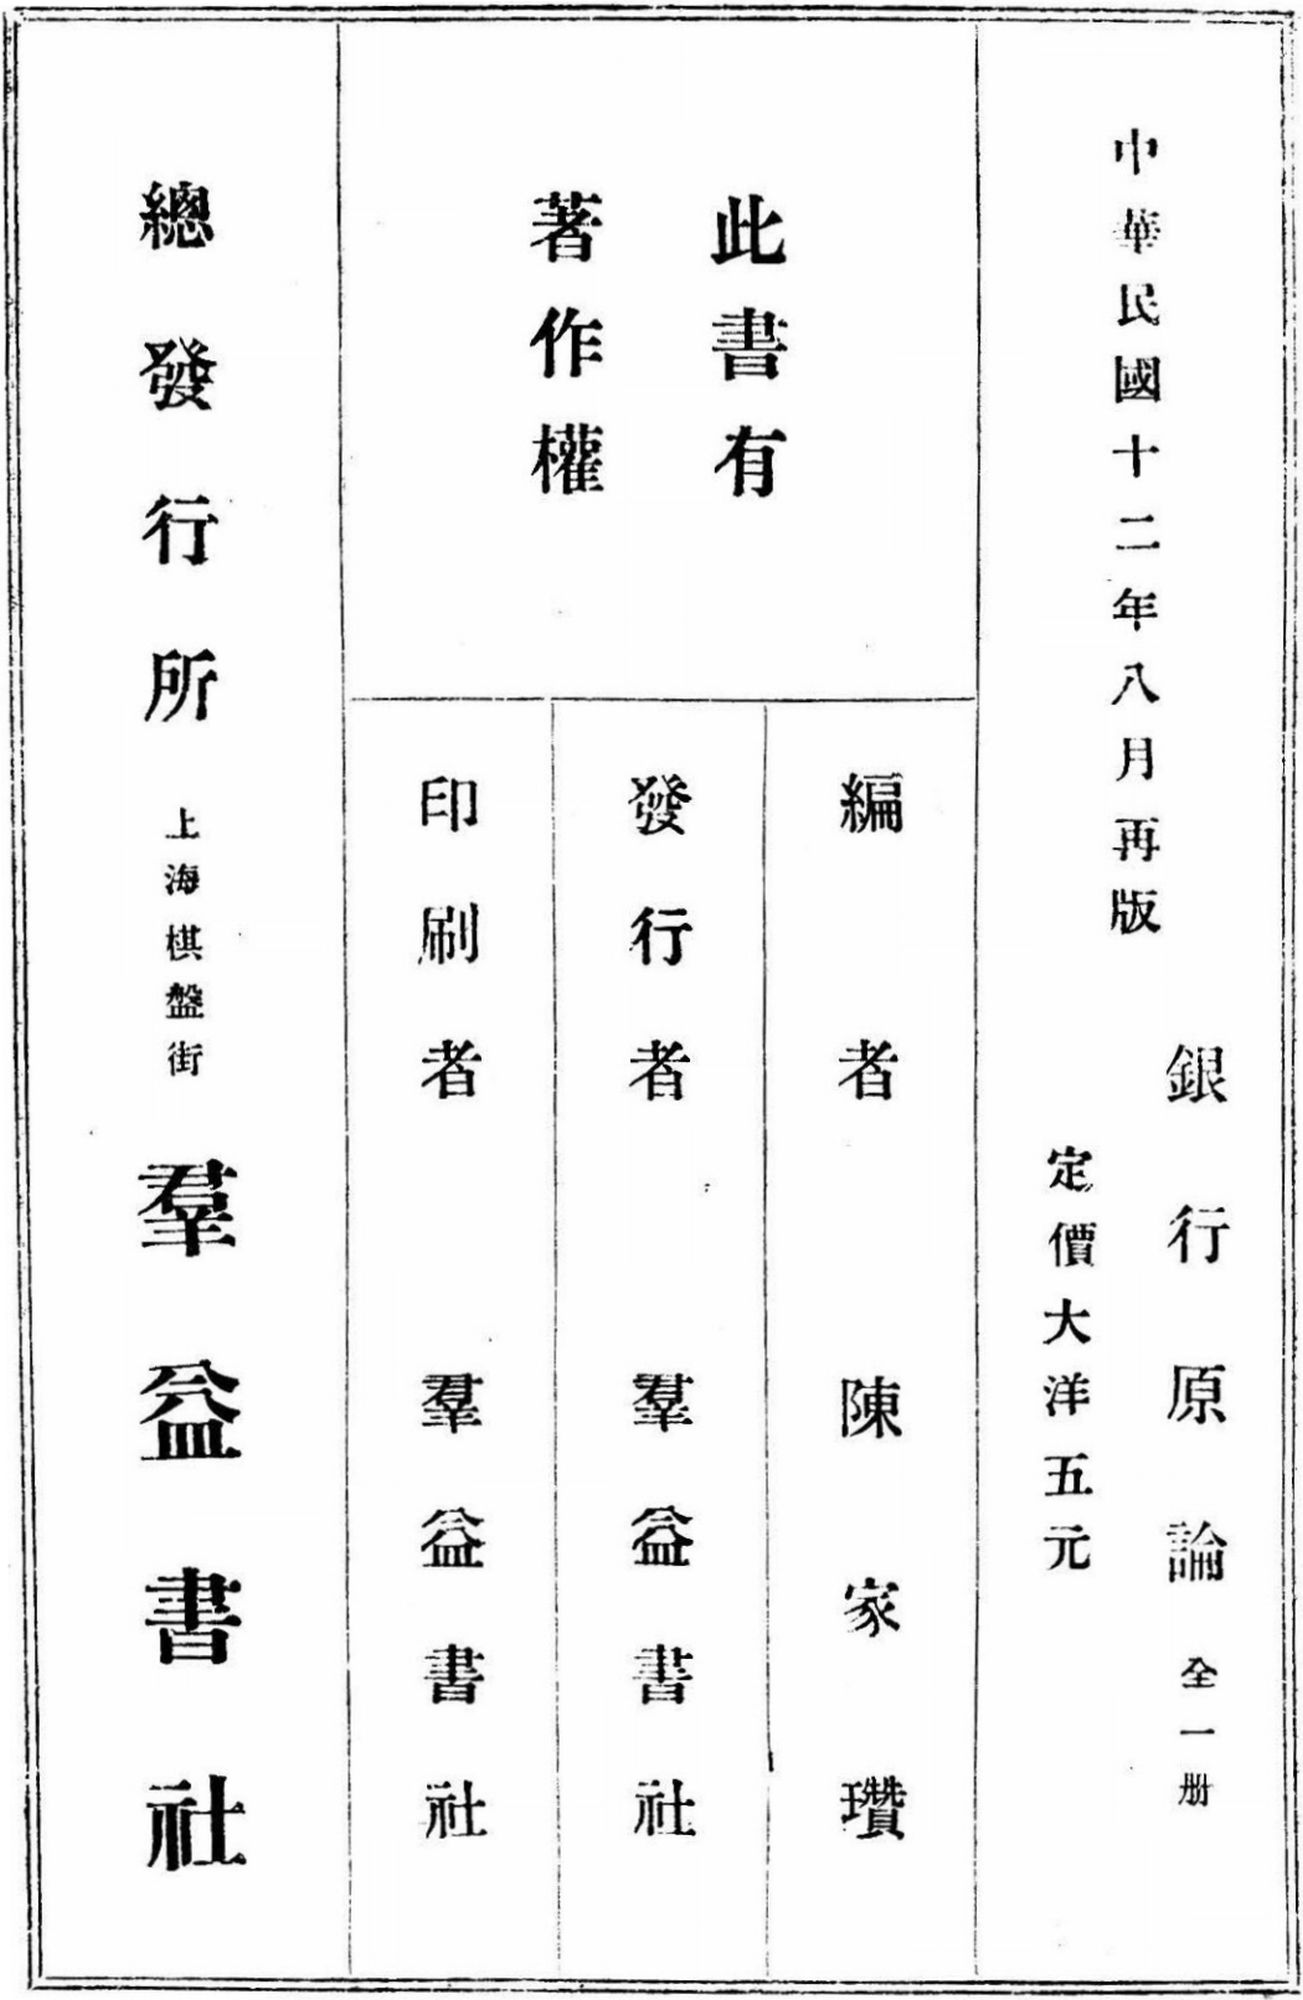 中華民國十二年八月再版
銀行原論 全一册
定價大洋五元
此書有
著作權
編者 陳家瓚
發行者 羣益書社
印刷者 羣益書社
總發行所 上海棋盤街 羣益書社